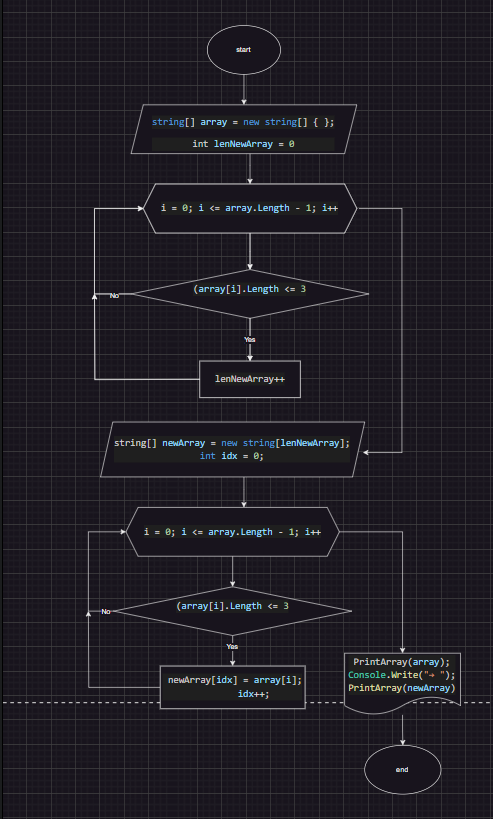 start
string[] array = new string[] { };
int lenNewArray = 0
i = 0; i <= array.Length - 1; i++
(array[i].Length <= 3
No
Yes
lenNewArray++
string[] newArray = new string[lenNewArray];
int idx = 0;
i = 0; i <= array.Length - 1; i++
(array[i].Length <= 3
No
Yes
newArray[idx] = array[i];
idx++;
PrintArray(array);
Console.Write("→ ");
PrintArray(newArray)
end